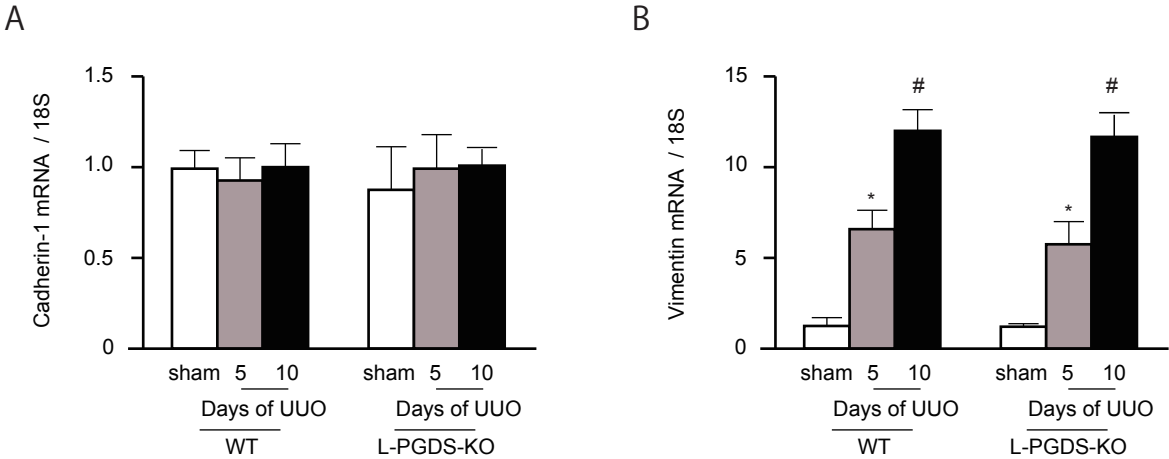 A
Cadherin-1 mRNA / 18S
1.5
1.0
0.5
0
sham 5 10
Days of UUO
WT
sham 5 10
Days of UUO
L-PGDS-KO
B
Vimentin mRNA / 18S
15
10
5
0
#
*
#
*
sham 5 10
Days of UUO
WT
sham 5 10
Days of UUO
L-PGDS-KO